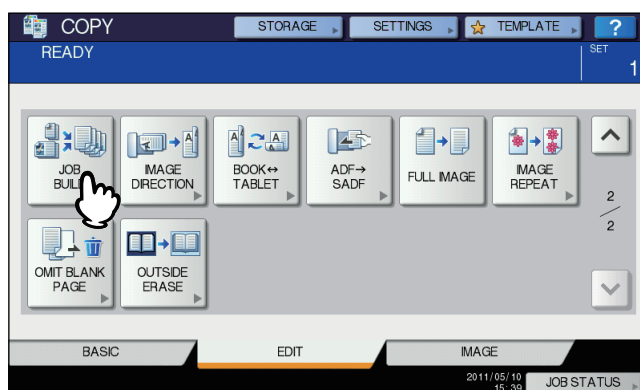 COPY
STORAGE
SETTINGS
TEMPLATE
?
READY
SET
1
JOB
BUIL
IMAGE
DIRECTION
BOOK↔
TABLET
ADF→
SADF
FULL IMAGE
IMAGE
REPEAT
2
2
OMIT BLANK
PAGE
OUTSIDE
ERASE
BASIC
EDIT
IMAGE
2011/05/10
15:39
JOB STATUS